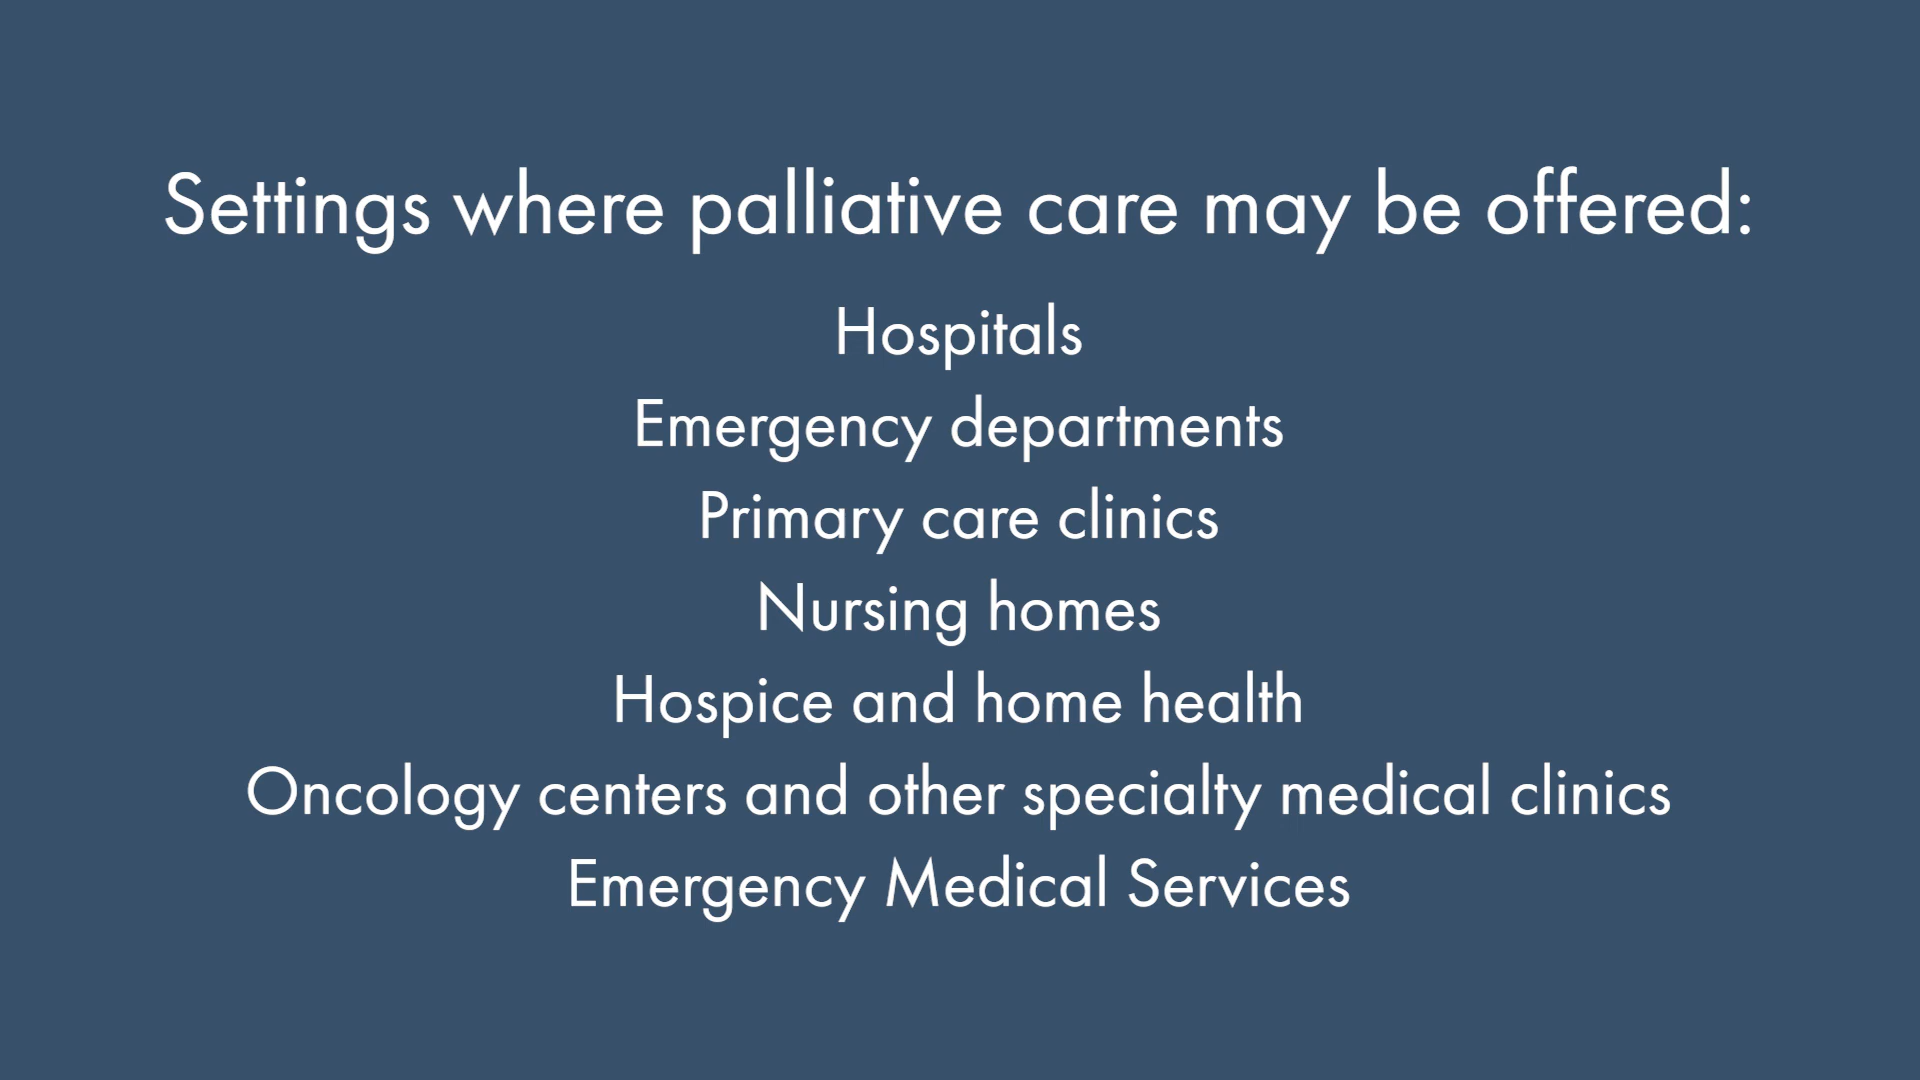 Settings where palliative care may be offered:
Hospitals
Emergency departments
Primary care clinics
Nursing homes
Hospice and home health
Oncology centers and other specialty medical clinics
Emergency Medical Services